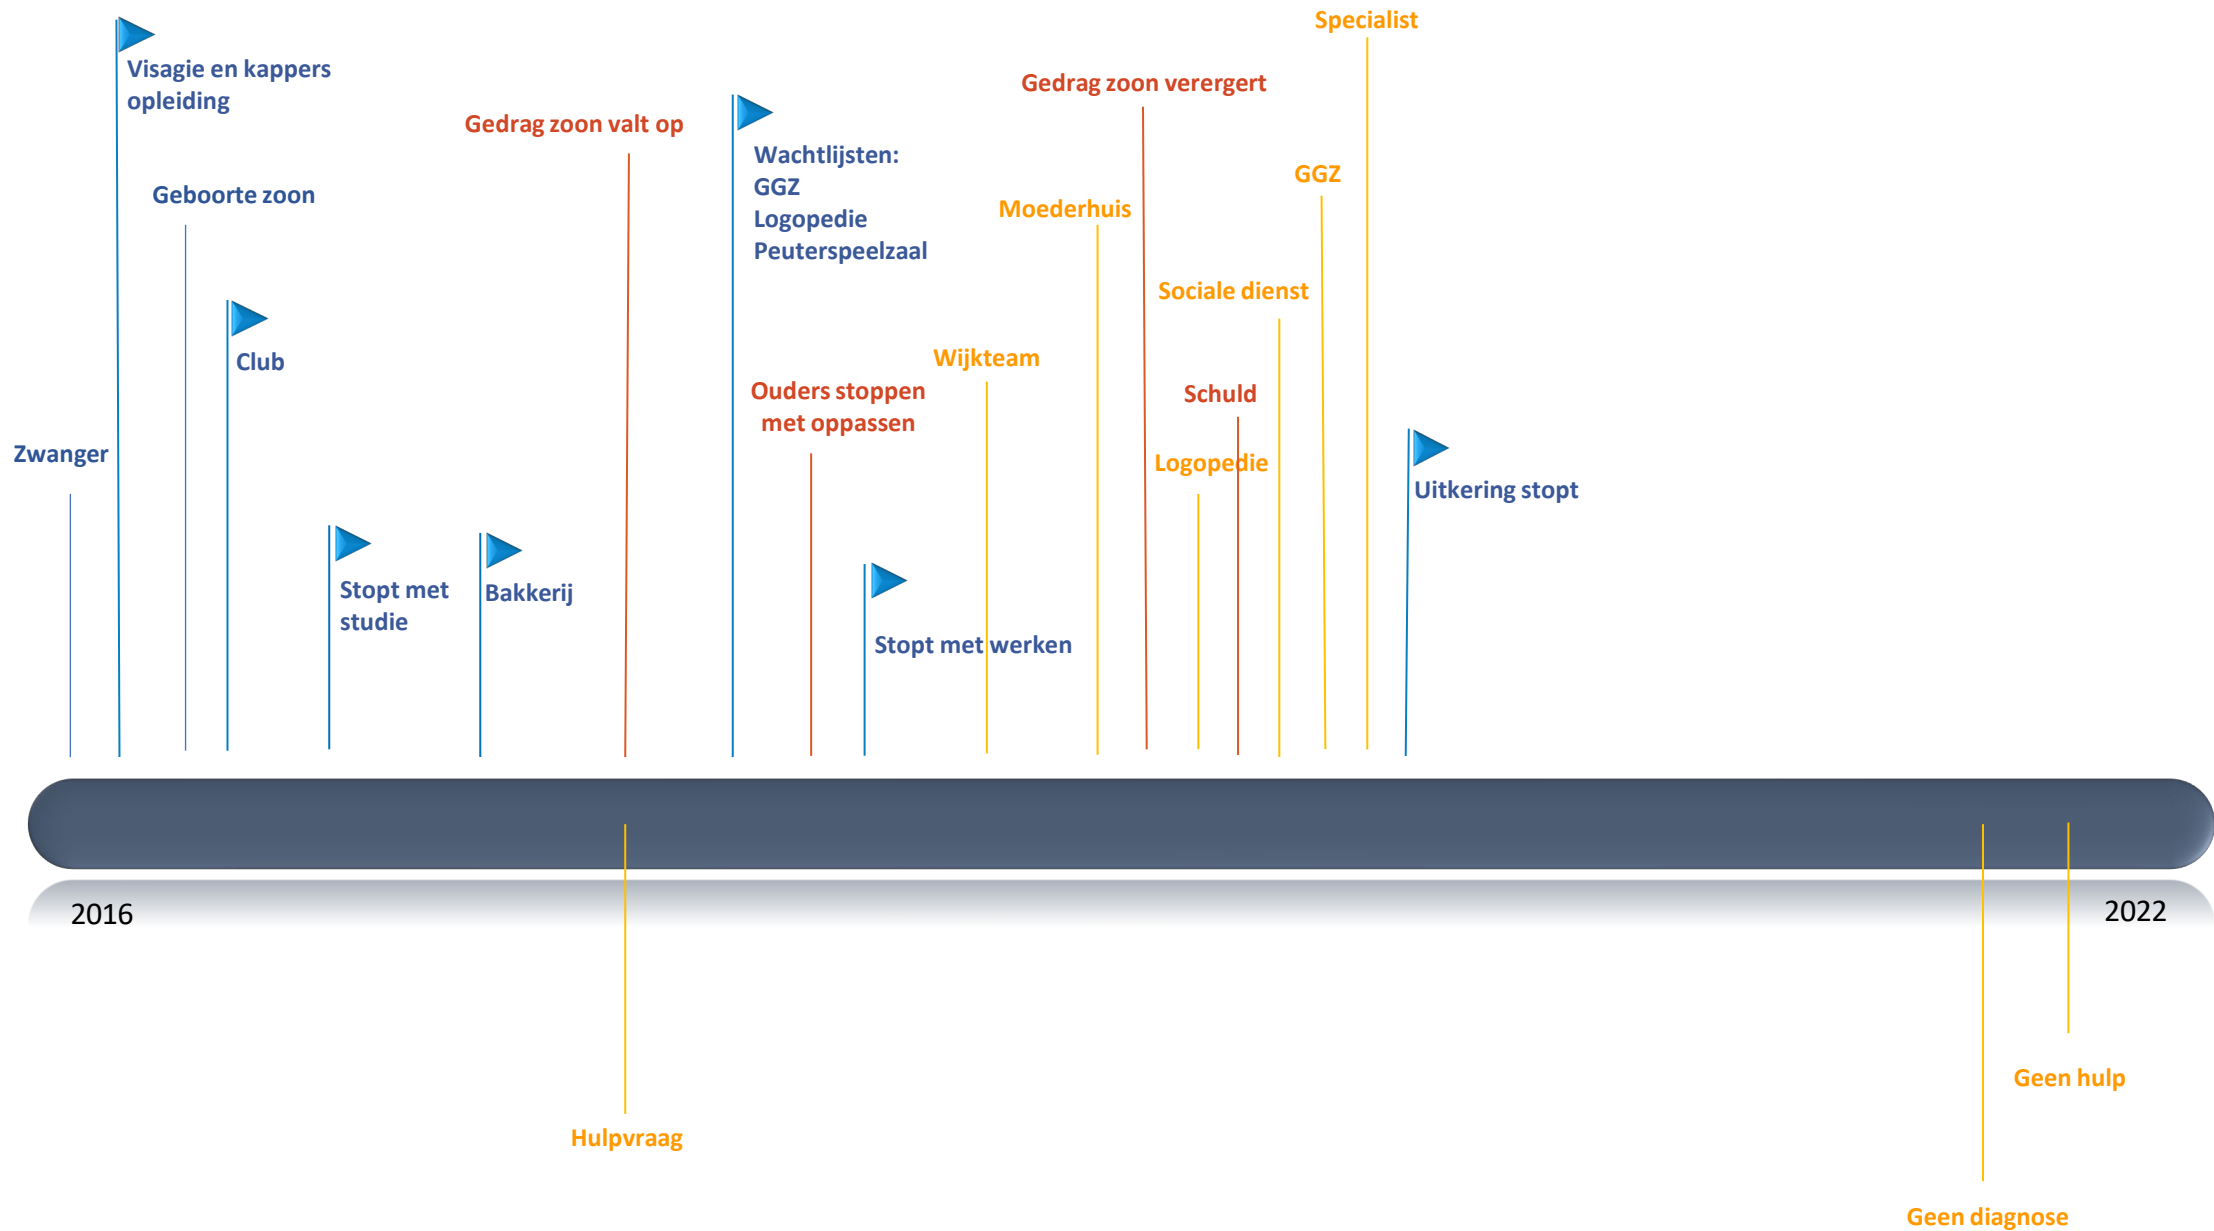 Specialist
Visagie en kappers
opleiding
Gedrag zoon verergert
Gedrag zoon valt op
Wachtlijsten:
GGZ
Logopedie
Peuterspeelzaal
GGZ
Geboorte zoon
Moederhuis
Sociale dienst
Club
Wijkteam
Ouders stoppen
met oppassen
Schuld
Zwanger
Logopedie
Uitkering stopt
Stopt met
studie
Bakkerij
Stopt met werken
2016
2022
Geen hulp
Hulpvraag
Geen diagnose